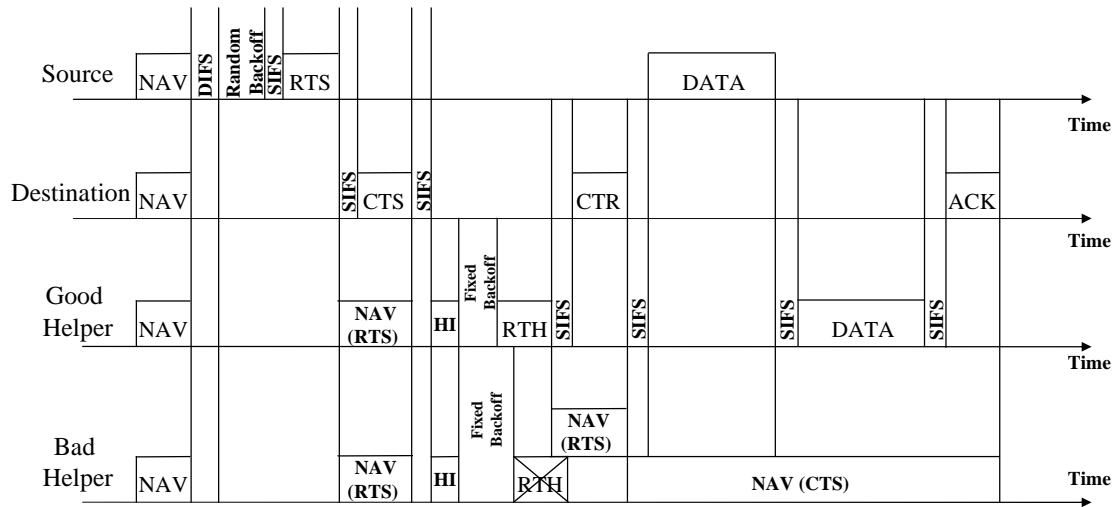 Source
NAV
DIFS
Random
Backoff
SIFS
RTS
DATA
Time
Destination
NAV
SIFS
CTS
SIFS
CTR
ACK
Time
Good
Helper
NAV
NAV
(RTS)
HI
Fixed
Backoff
RTH
SIFS
SIFS
SIFS
DATA
SIFS
Time
Bad
Helper
NAV
NAV
(RTS)
HI
Fixed
Backoff
RTH
NAV
(RTS)
NAV (CTS)
Time